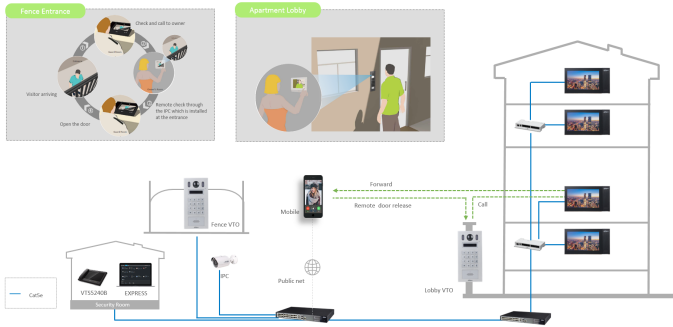 Fence Entrance
Check and call to owner
Visitor arriving
Remote check through
the IPC which is installed
at the entrance
Open the door
Apartment Lobby
Forward
Remote door release
Call
Mobile
Fence VTO
IPC
Public net
Lobby VTO
VTS5240B
EXPRESS
Security Room
Cat5e